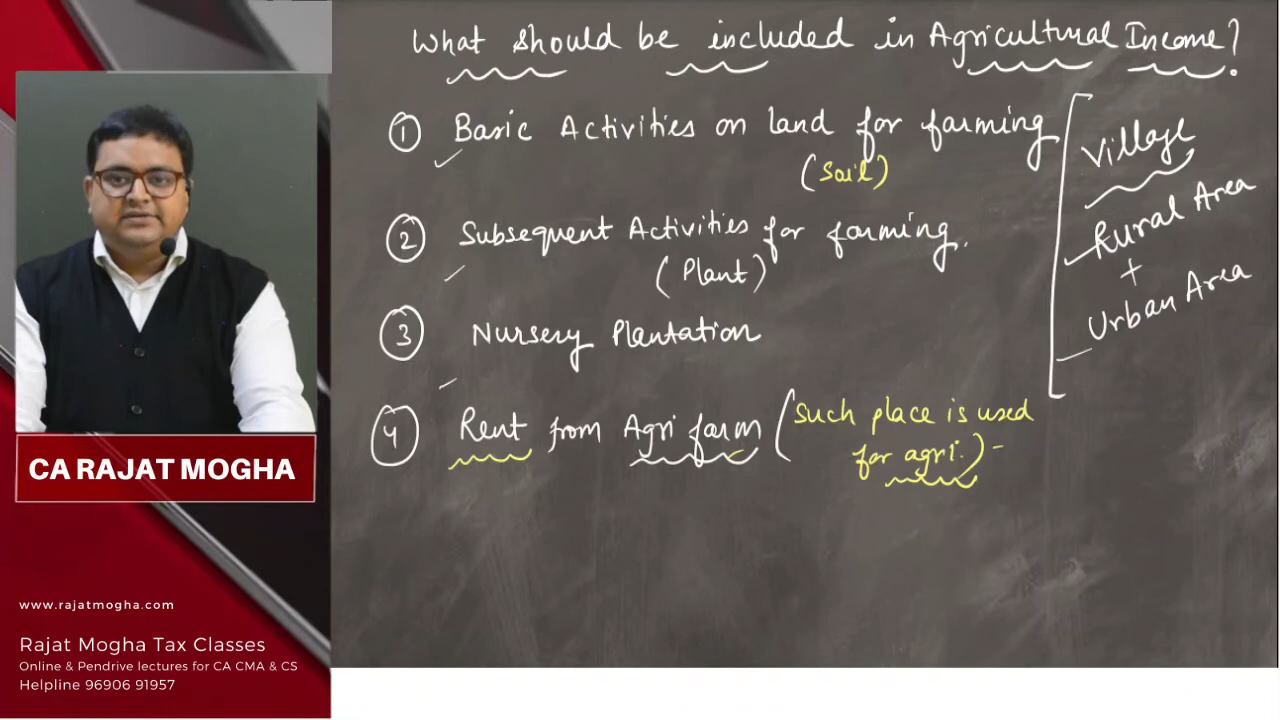 What should be included in Agricultural Income?
① Basic Activities on land for farming
(Soil)
② Subsequent Activities for farming.
(Plant)
③ Nursery Plantation
④ Rent from Agri farm (Such place is used
for agri.)
Village
Rural Area
+
Urban Area
CA RAJAT MOGHA
www.rajatmogha.com
Rajat Mogha Tax Classes
Online & Pendrive lectures for CA CMA & CS
Helpline 96906 91957